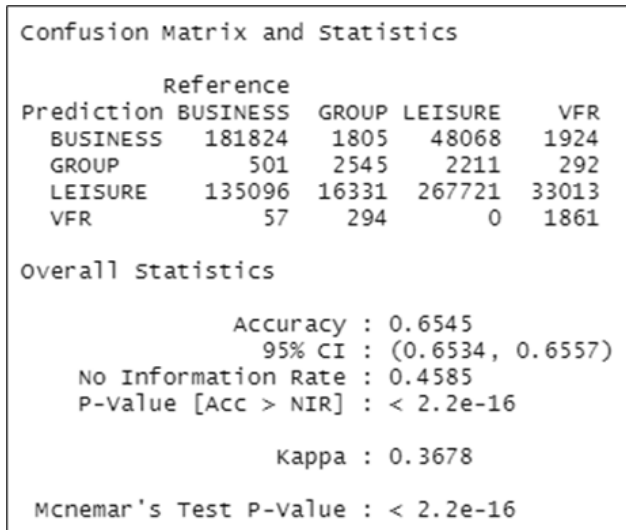 Confusion Matrix and Statistics
Reference
Prediction BUSINESS GROUP LEISURE VFR
BUSINESS 181824 1805 48068 1924
GROUP 501 2545 2211 292
LEISURE 135096 16331 267721 33013
VFR 57 294 0 1861
Overall Statistics
Accuracy : 0.6545
95% CI : (0.6534, 0.6557)
No Information Rate : 0.4585
P-Value [Acc > NIR] : < 2.2e-16
Kappa : 0.3678
Mcnemar's Test P-Value : < 2.2e-16